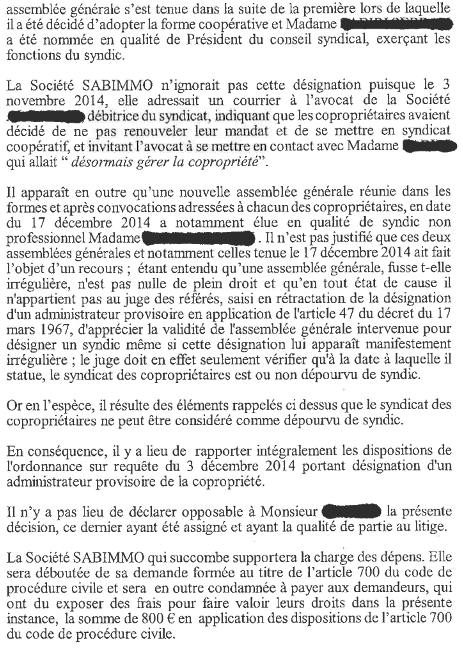 assemblée générale s'est tenue dans la suite de la première lors de laquelle
il a été décidé d'adopter la forme coopérative et Madame
a été nommée en qualité de Président du conseil syndical, exerçant les
fonctions du syndic.
La Société SABIMMO n'ignorait pas cette désignation puisque le 3
novembre 2014, elle adressait un courrier à l'avocat de la Société
débitrice du syndicat, indiquant que les copropriétaires avaient
décidé de ne pas renouveler leur mandat et de se mettre en syndicat
coopératif, et invitant l'avocat à se mettre en contact avec Madame
qui allait " désormais gérer la copropriété".
Il apparaît en outre qu'une nouvelle assemblée générale réunie dans les
formes et après convocations adressées à chacun des copropriétaires, en date
du 17 décembre 2014 a notamment élue en qualité de syndic non
professionnel Madame . Il n'est pas justifié que ces deux
assemblées générales et notamment celles tenue le 17 décembre 2014 ait fait
l'objet d'un recours ; étant entendu qu'une assemblée générale, fusse t-elle
irrégulière, n'est pas nulle de plein droit et qu'en tout état de cause il
n'appartient pas au juge des référés, saisi en rétractation de la désignation
d'un administrateur provisoire en application de l'article 47 du décret du 17
mars 1967, d'apprécier la validité de l'assemblée générale intervenue pour
désigner un syndic même si cette désignation lui apparaît manifestement
irrégulière ; le juge doit en effet seulement vérifier qu'à la date à laquelle il
statue, le syndicat des copropriétaires est ou non dépourvu de syndic.
Or en l'espèce, il résulte des éléments rappelés ci dessus que le syndicat des
copropriétaires ne peut être considéré comme dépourvu de syndic.
En conséquence, il y a lieu de rapporter intégralement les dispositions de
l'ordonnance sur requête du 3 décembre 2014 portant désignation d'un
administrateur provisoire de la copropriété.
Il n'y a pas lieu de déclarer opposable à Monsieur la présente
décision, ce dernier ayant été assigné et ayant la qualité de partie au litige.
La Société SABIMMO qui succombe supportera la charge des dépens. Elle
sera déboutée de sa demande formée au titre de l'article 700 du code de
procédure civile et sera en outre condamnée à payer aux demandeurs, qui
ont du exposer des frais pour faire valoir leurs droits dans la présente
instance, la somme de 800 € en application des dispositions de l'article 700
du code de procédure civile.